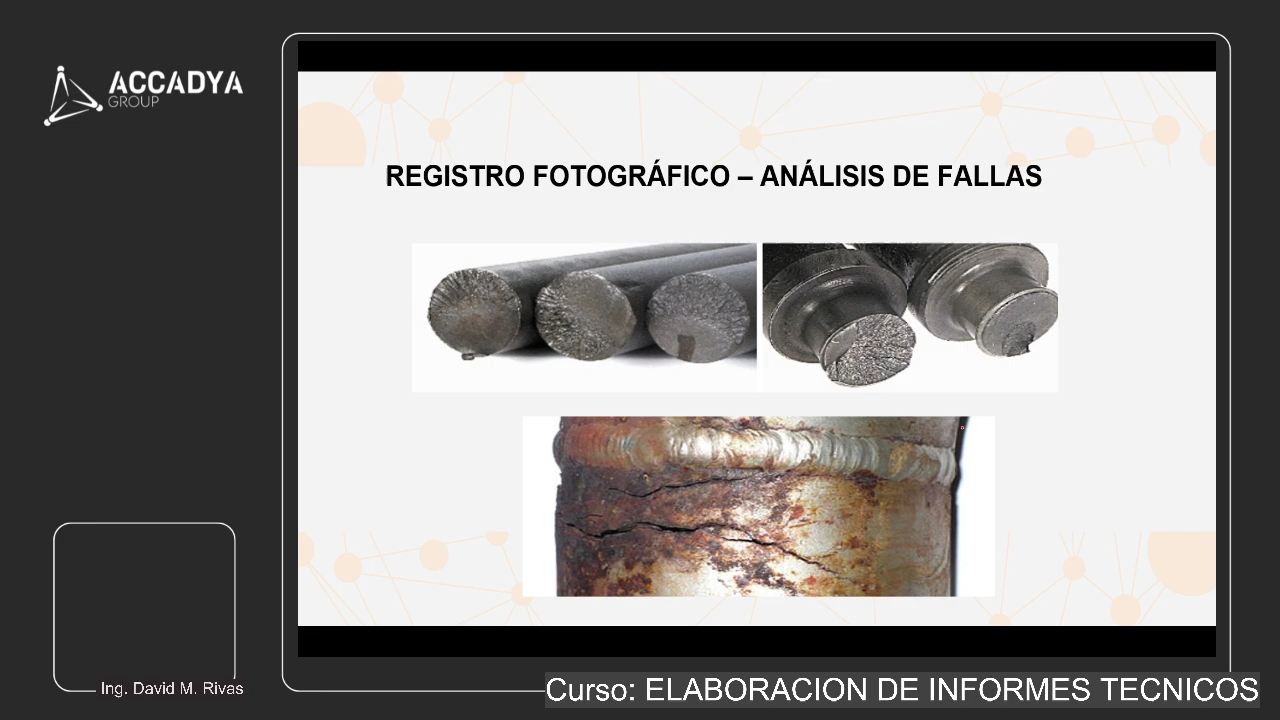 ACCADYA
GROUP
REGISTRO FOTOGRÁFICO – ANÁLISIS DE FALLAS
Ing. David M. Rivas
Curso: ELABORACION DE INFORMES TECNICOS